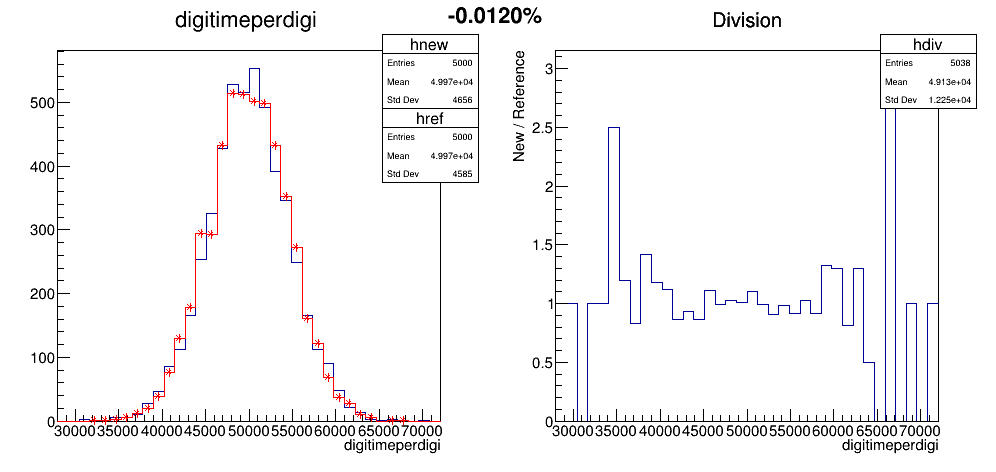 digitimeperdigi
-0.0120%
Division
hnew
Entries 5000
Mean 4.997e+04
Std Dev 4656
href
Entries 5000
Mean 4.997e+04
Std Dev 4585
500
400
300
200
100
0
30000 35000 40000 45000 50000 55000 60000 65000 70000
digitimeperdigi
hdiv
Entries 5038
Mean 4.913e+04
Std Dev 1.225e+04
New / Reference
3
2.5
2
1.5
1
0.5
0
30000 35000 40000 45000 50000 55000 60000 65000 70000
digitimeperdigi